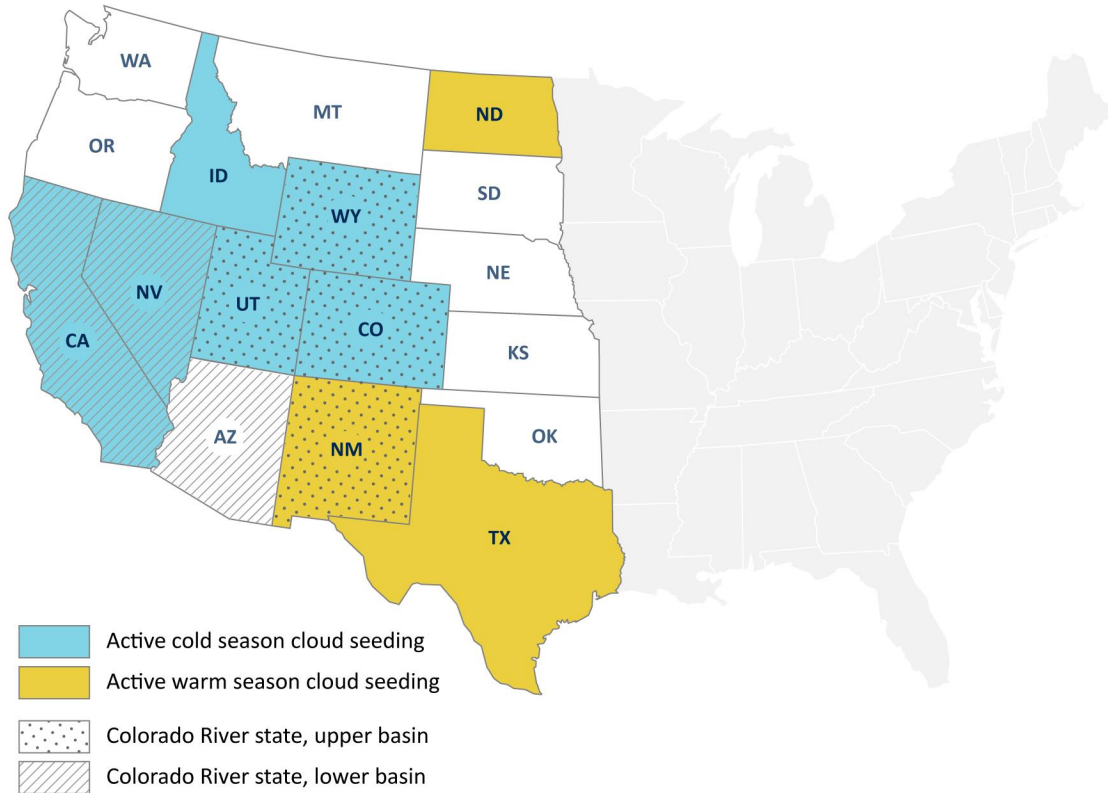 WA
MT
ND
OR
ID
SD
WY
NE
NV
UT
CO
CA
KS
AZ
NM
OK
TX
Active cold season cloud seeding
Active warm season cloud seeding
Colorado River state, upper basin
Colorado River state, lower basin